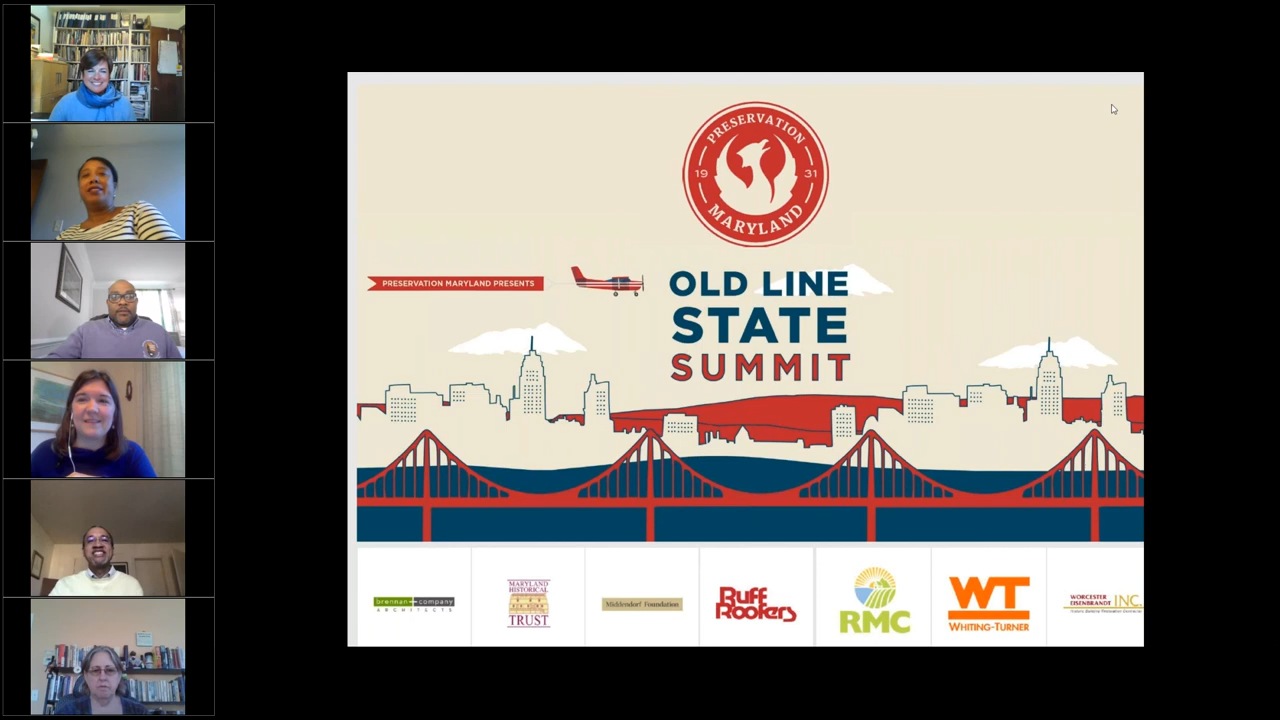 PRESERVATION
19 31
MARYLAND
PRESERVATION MARYLAND PRESENTS
OLD LINE
STATE
SUMMIT
brennan+company
ARCHITECTS
MARYLAND
HISTORICAL
TRUST
Middendorf Foundation
Ruff
Roofers
RMC
WT
WHITING-TURNER
WORCESTER
EISENBRANDT INC.